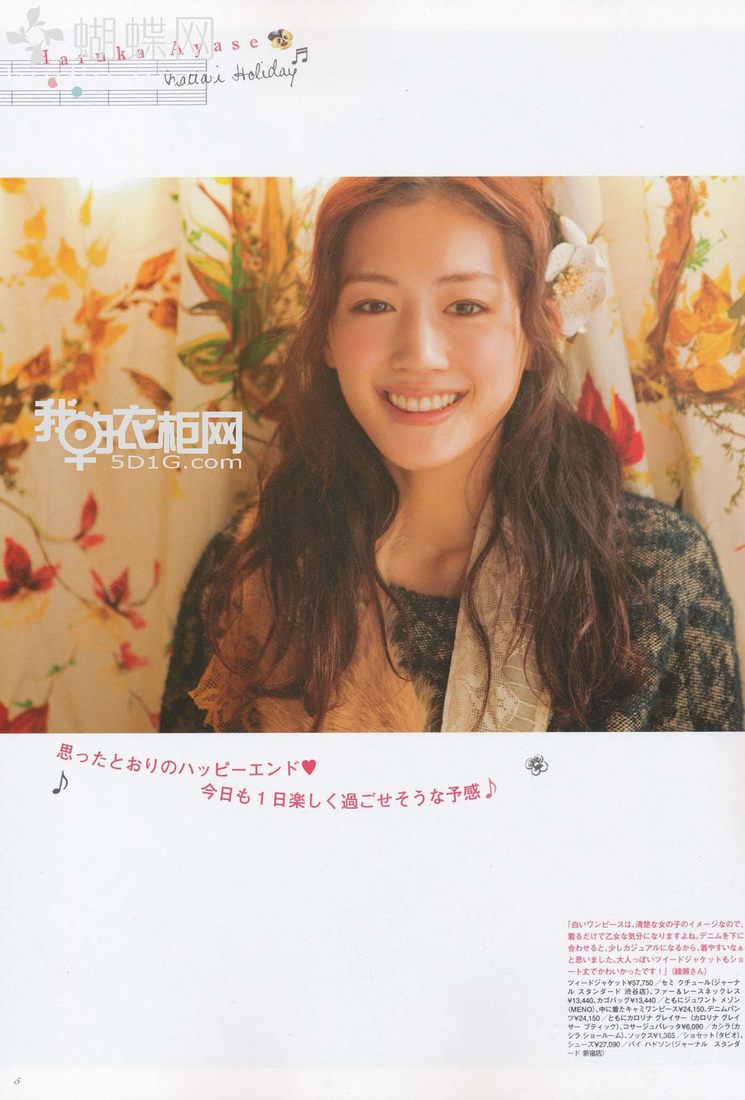 蝴蝶网
Haruka Ayase
Holiday
我的衣柜网
5D1G.com
思ったとおりのハッピーエンド♥
今日も1日楽しく過ごせそうな予感♪
「白いワンピースは、清楚な女の子のイメージなので、
着るだけで乙女な気分になりますよね。デニムを下に
合わせると、少しカジュアルになるから、着やすいなぁ
と思いました。大人っぽいツイードジャケットもショ
ート丈でかわいかったです！」（綾瀬さん）
ツィードジャケット¥57,750／セミ クチュール（ジャーナ
ル スタンダード 渋谷店）、ファー＆レースネックレス
¥13,440、カゴバッグ¥13,440／ともにジュワント メゾン
（MENO）、中に着たキャミワンピース¥24,150、デニムパン
ツ¥24,150／ともにカロリナ グレイサー（カロリナ グレイ
サー ブティック）、コサージュバレッタ¥6,090／カシラ（カ
シラ ショールーム）、ソックス¥1,365／ショセット（タビオ）、
シューズ¥27,090／バイ ハドソン（ジャーナル スタンダ
ード 新宿店）
5